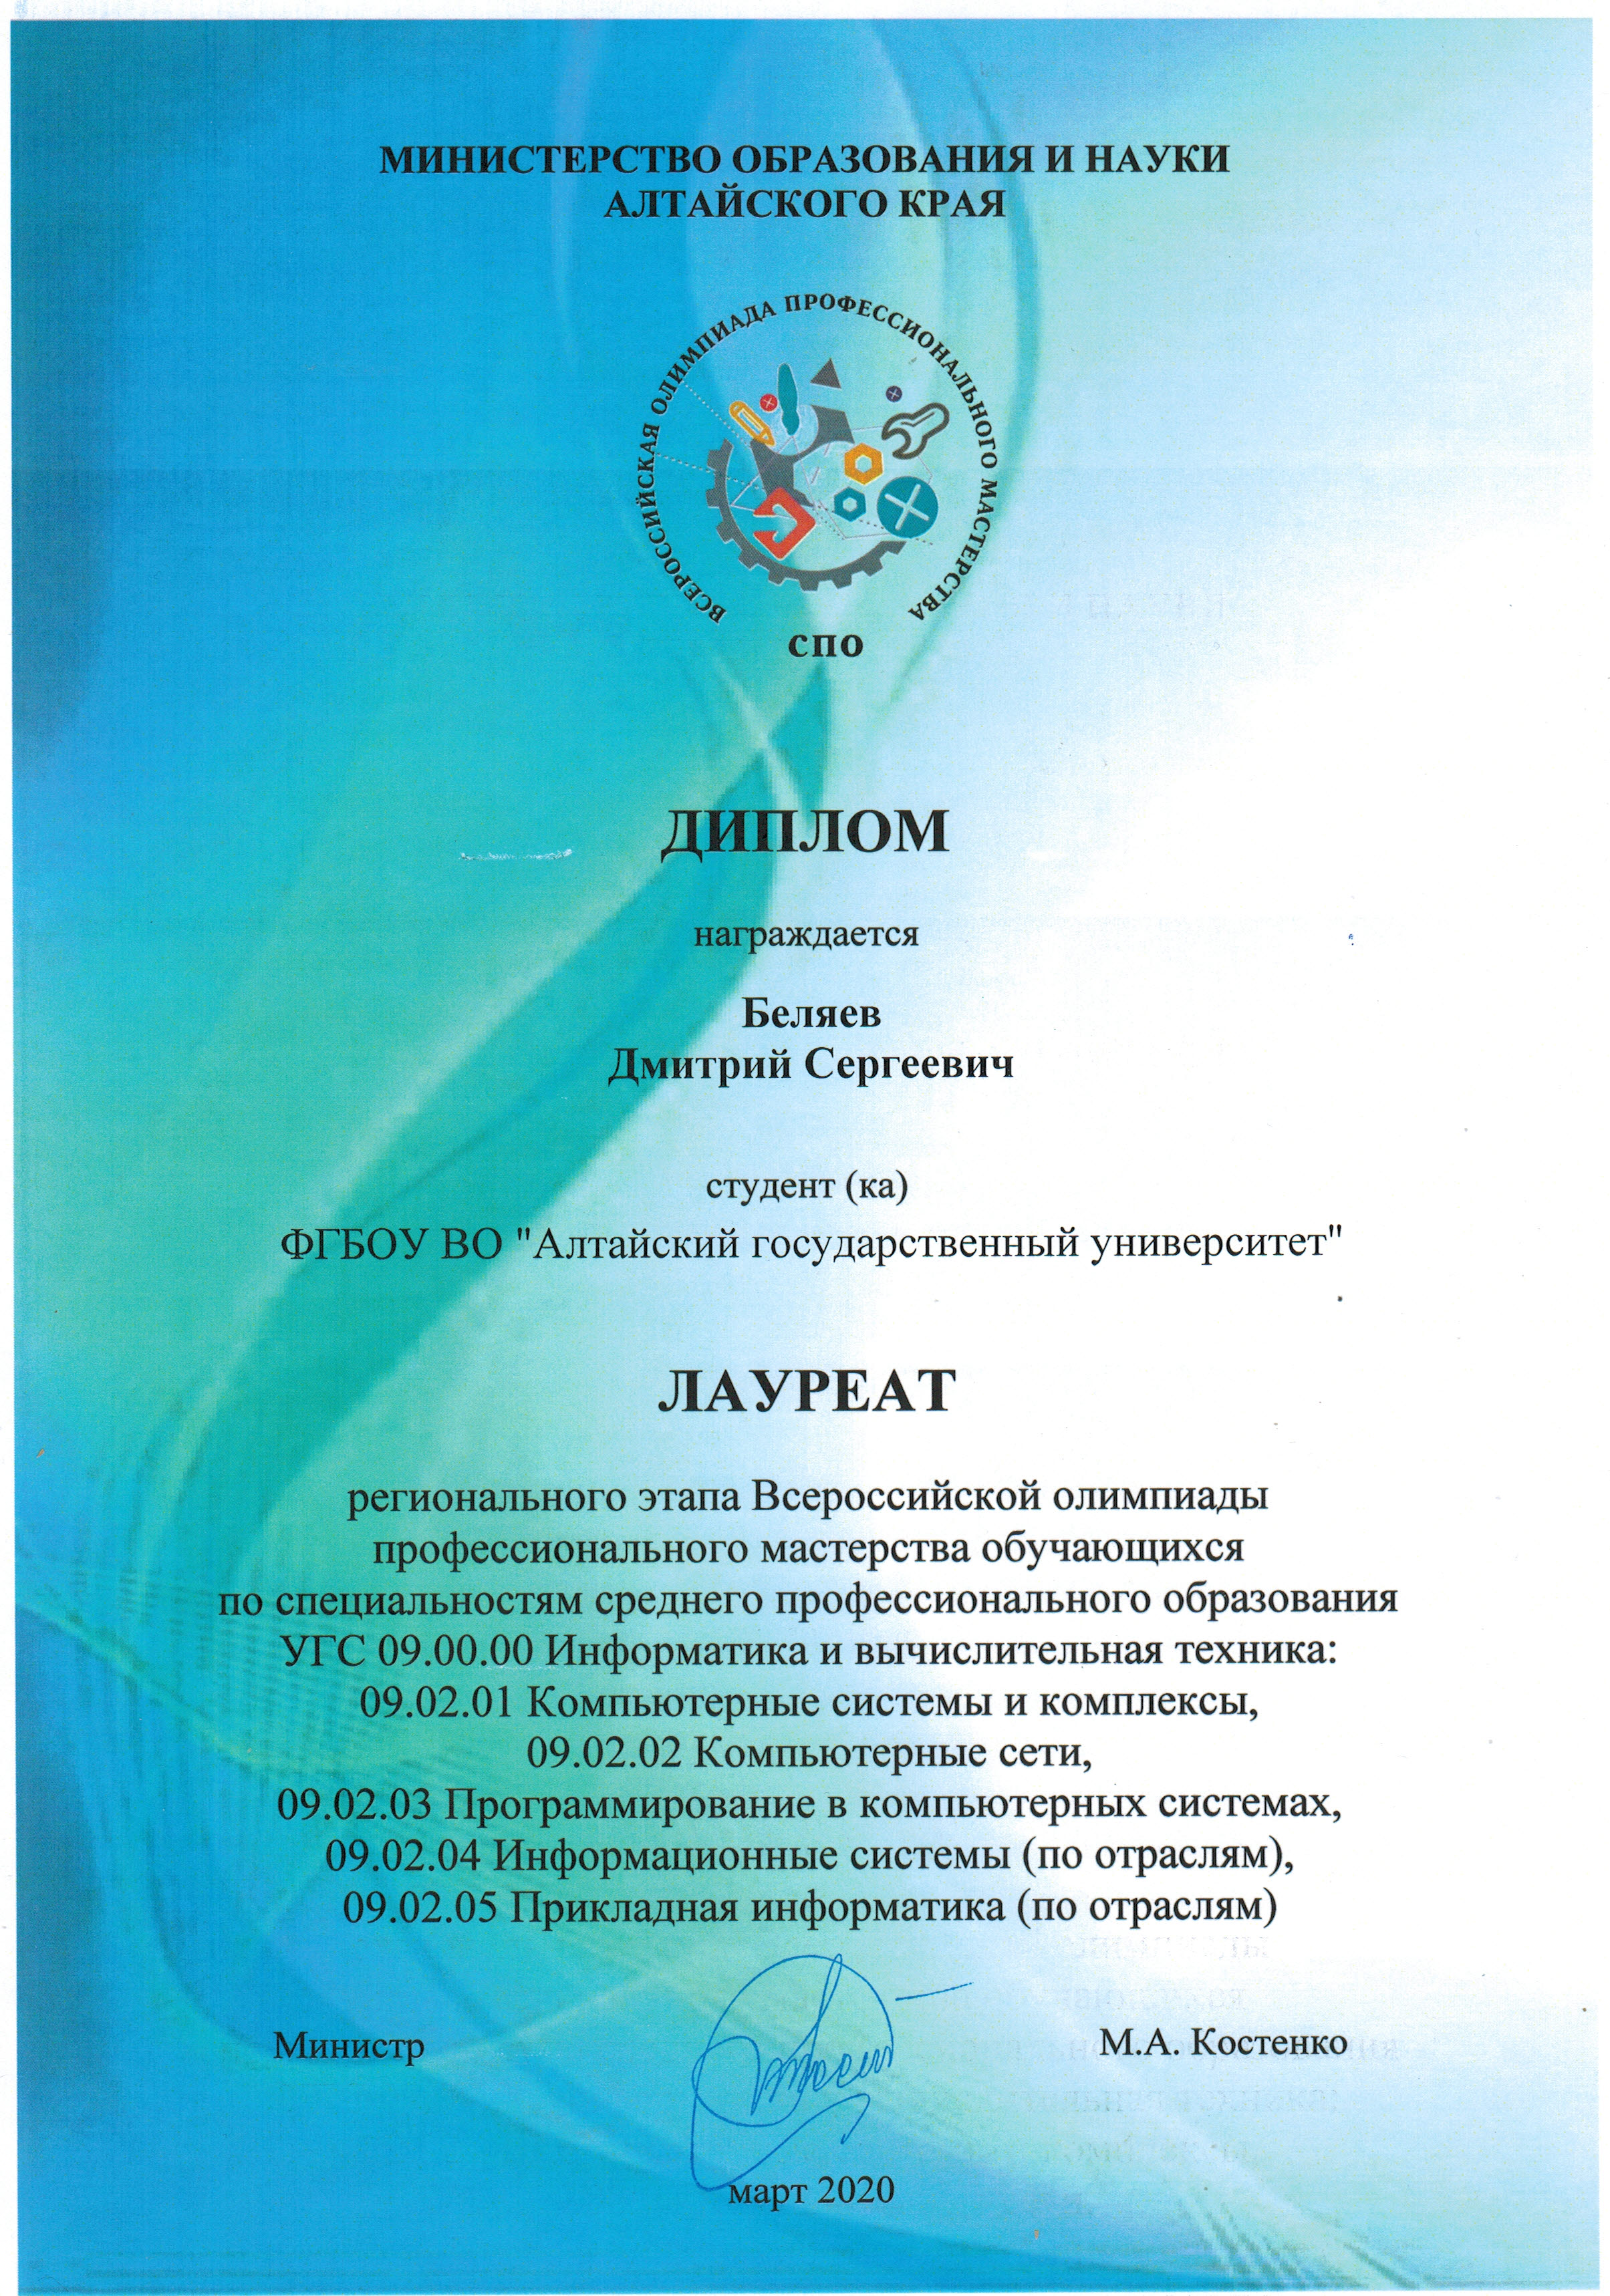 МИНИСТЕРСТВО ОБРАЗОВАНИЯ И НАУКИ
АЛТАЙСКОГО КРАЯ
ВСЕРОССИЙСКАЯ ОЛИМПИАДА ПРОФЕССИОНАЛЬНОГО МАСТЕРСТВА
СПО
ДИПЛОМ
награждается
Беляев
Дмитрий Сергеевич
студент (ка)
ФГБОУ ВО "Алтайский государственный университет"
ЛАУРЕАТ
регионального этапа Всероссийской олимпиады
профессионального мастерства обучающихся
по специальностям среднего профессионального образования
УГС 09.00.00 Информатика и вычислительная техника:
09.02.01 Компьютерные системы и комплексы,
09.02.02 Компьютерные сети,
09.02.03 Программирование в компьютерных системах,
09.02.04 Информационные системы (по отраслям),
09.02.05 Прикладная информатика (по отраслям)
Министр
М.А. Костенко
март 2020